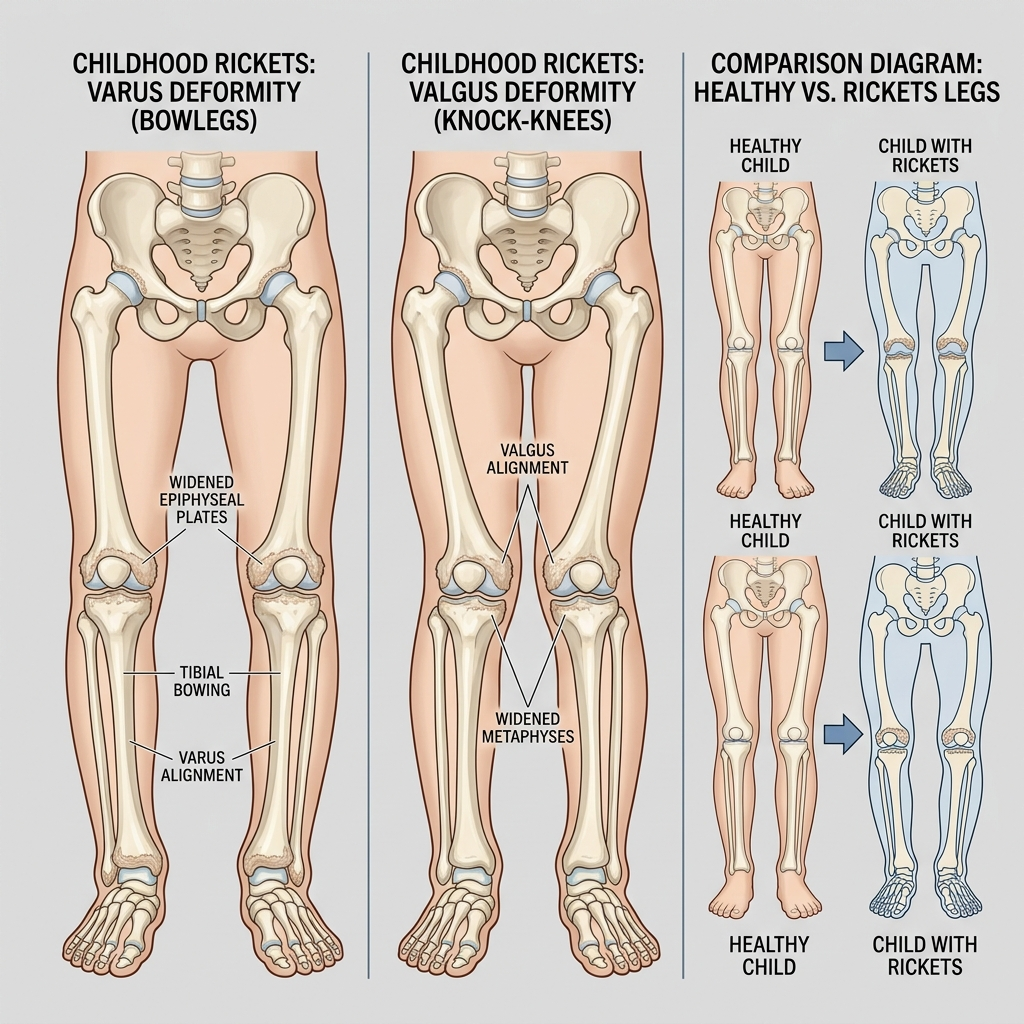 CHILDHOOD RICKETS:
VARUS DEFORMITY
(BOWLEGS)
WIDENED
EPIPHYSEAL
PLATES
TIBIAL
BOWING
VARUS
ALIGNMENT
CHILDHOOD RICKETS:
VALGUS DEFORMITY
(KNOCK-KNEES)
VALGUS
ALIGNMENT
WIDENED
METAPHYSES
COMPARISON DIAGRAM:
HEALTHY VS. RICKETS LEGS
HEALTHY
CHILD
CHILD WITH
RICKETS
HEALTHY
CHILD
CHILD WITH
RICKETS
HEALTHY
CHILD
CHILD WITH
RICKETS